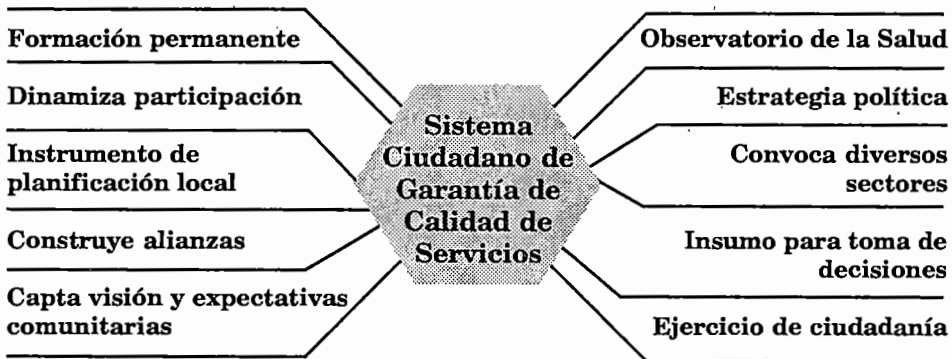 Formación permanente
Dinamiza participación
Instrumento de
planificación local
Construye alianzas
Capta visión y expectativas
comunitarias
Sistema
Ciudadano de
Garantía de
Calidad de
Servicios
Observatorio de la Salud
Estrategia política
Convoca diversos
sectores
Insumo para toma de
decisiones
Ejercicio de ciudadanía